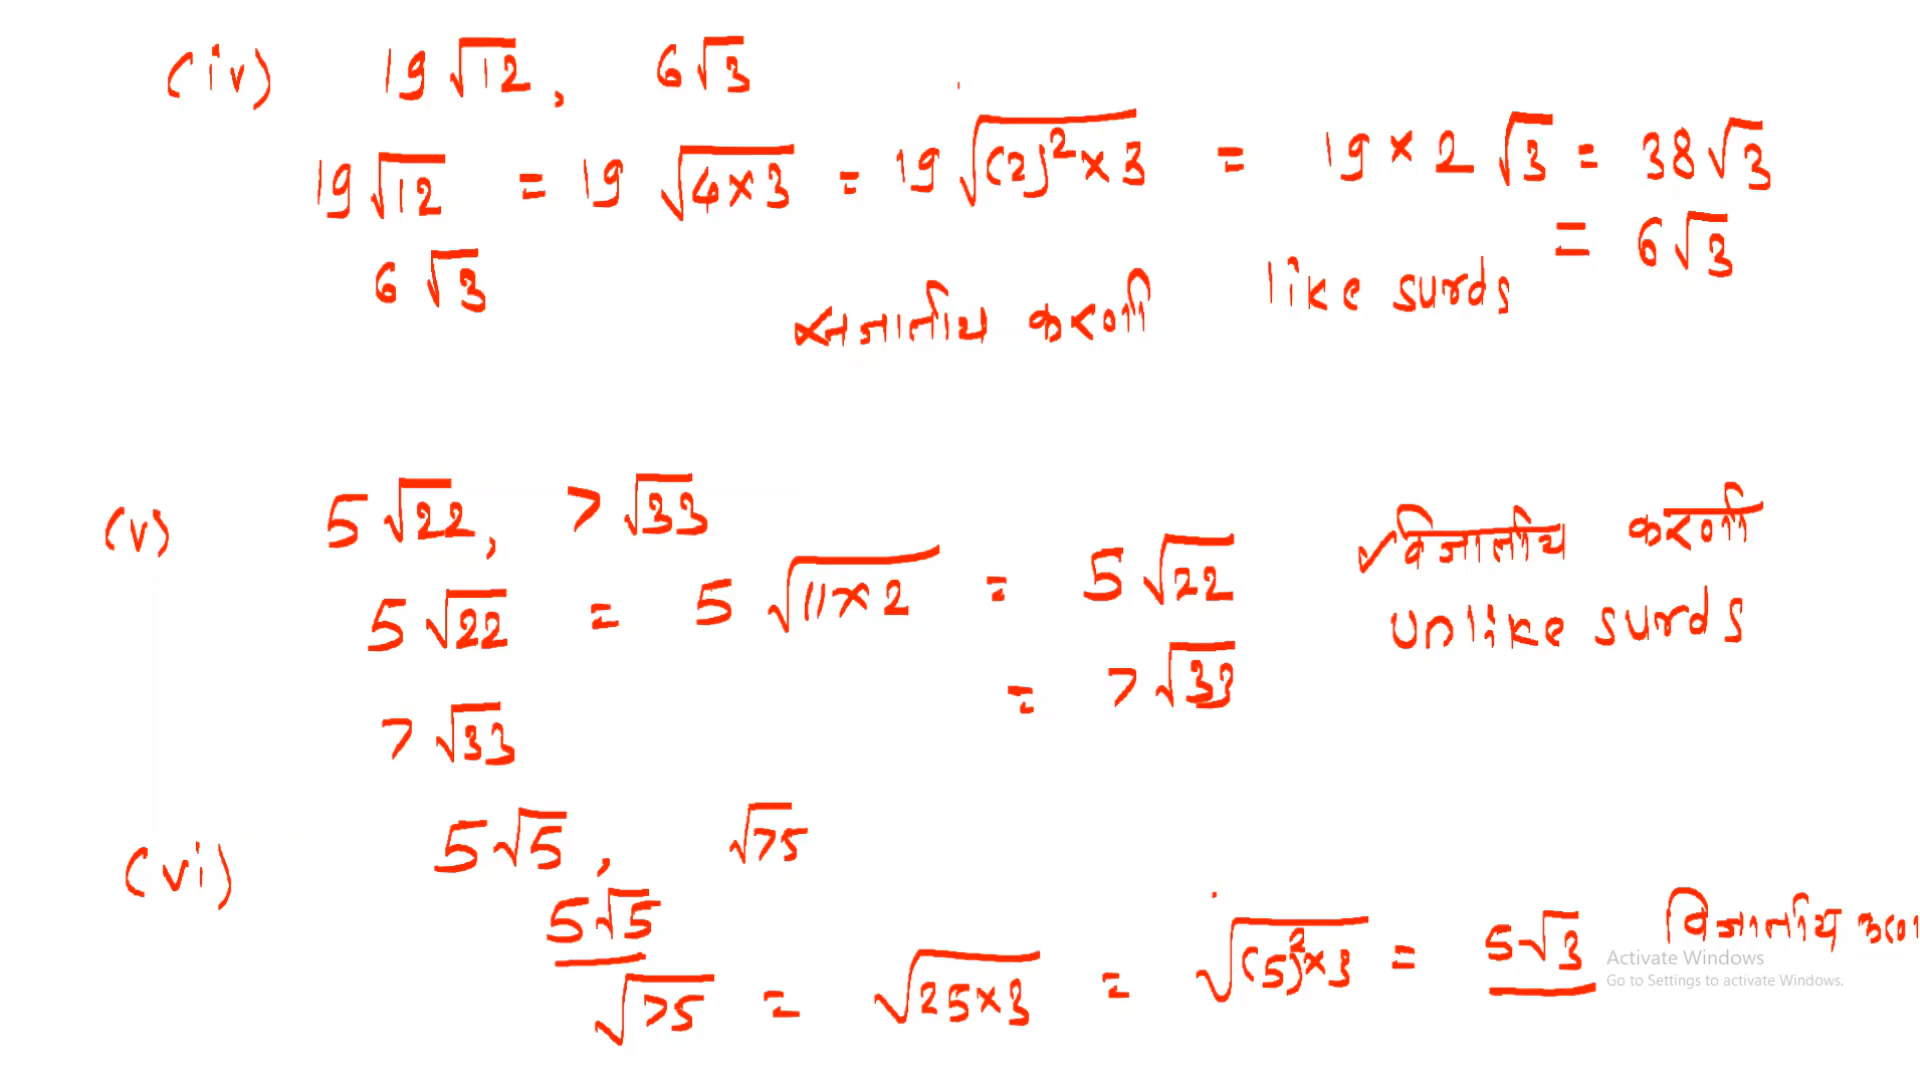 (iv) 19 √12, 6 √3
19 √12 = 19 √4×3 = 19 √(2)² × 3 = 19 × 2 √3 = 38 √3
6 √3 = 6 √3
सजातीय करणी like surds
(v) 5 √22, 7 √33
5 √22 = 5 √11×2 = 5 √22 ✓विजातीय करणी
unlike surds
7 √33 = 7 √33
(vi) 5√5, √75
5√5
√75 = √25×3 = √(5)²×3 = 5√3 विजातीय
Activate Windows
Go to Settings to activate Windows.